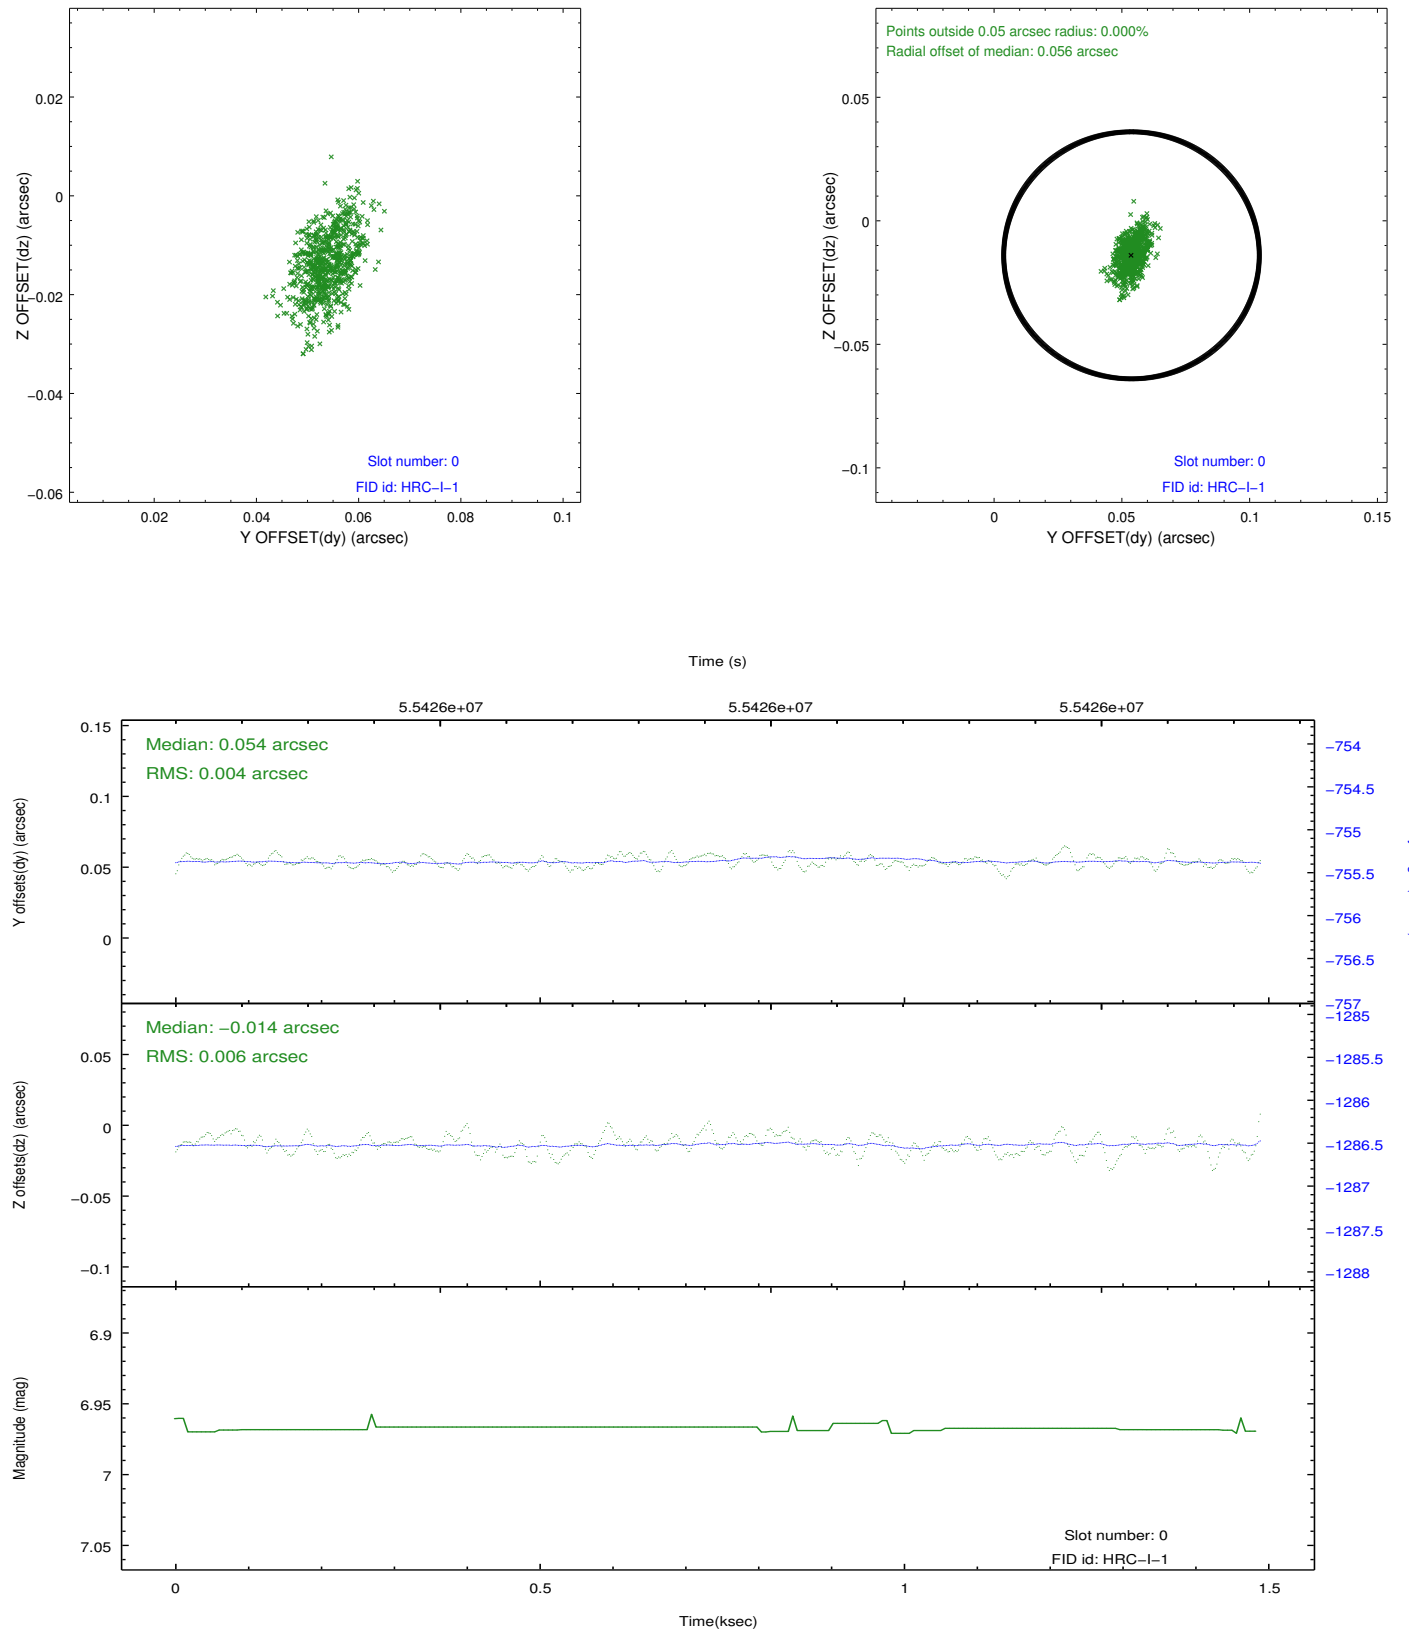 0.02
0
−0.02
−0.04
−0.06
Z OFFSET(dz) (arcsec)
Slot number: 0
FID id: HRC−I−1
0.02
0.04
0.06
0.08
0.1
Y OFFSET(dy) (arcsec)
Points outside 0.05 arcsec radius: 0.000%
Radial offset of median: 0.056 arcsec
0.05
0
−0.05
−0.1
Z OFFSET(dz) (arcsec)
Slot number: 0
FID id: HRC−I−1
0
0.05
0.1
0.15
Y OFFSET(dy) (arcsec)
Time (s)
5.5426e+07
5.5426e+07
5.5426e+07
Median: 0.054 arcsec
RMS: 0.004 arcsec
0.15
0.1
0.05
0
Y offsets(dy) (arcsec)
−754
−754.5
−755
−755.5
−756
−756.5
−757
Median: −0.014 arcsec
RMS: 0.006 arcsec
0.05
0
−0.05
−0.1
Z offsets(dz) (arcsec)
−1285
−1285.5
−1286
−1286.5
−1287
−1287.5
−1288
6.9
6.95
7
7.05
Magnitude (mag)
Slot number: 0
FID id: HRC−I−1
0
0.5
1
1.5
Time(ksec)